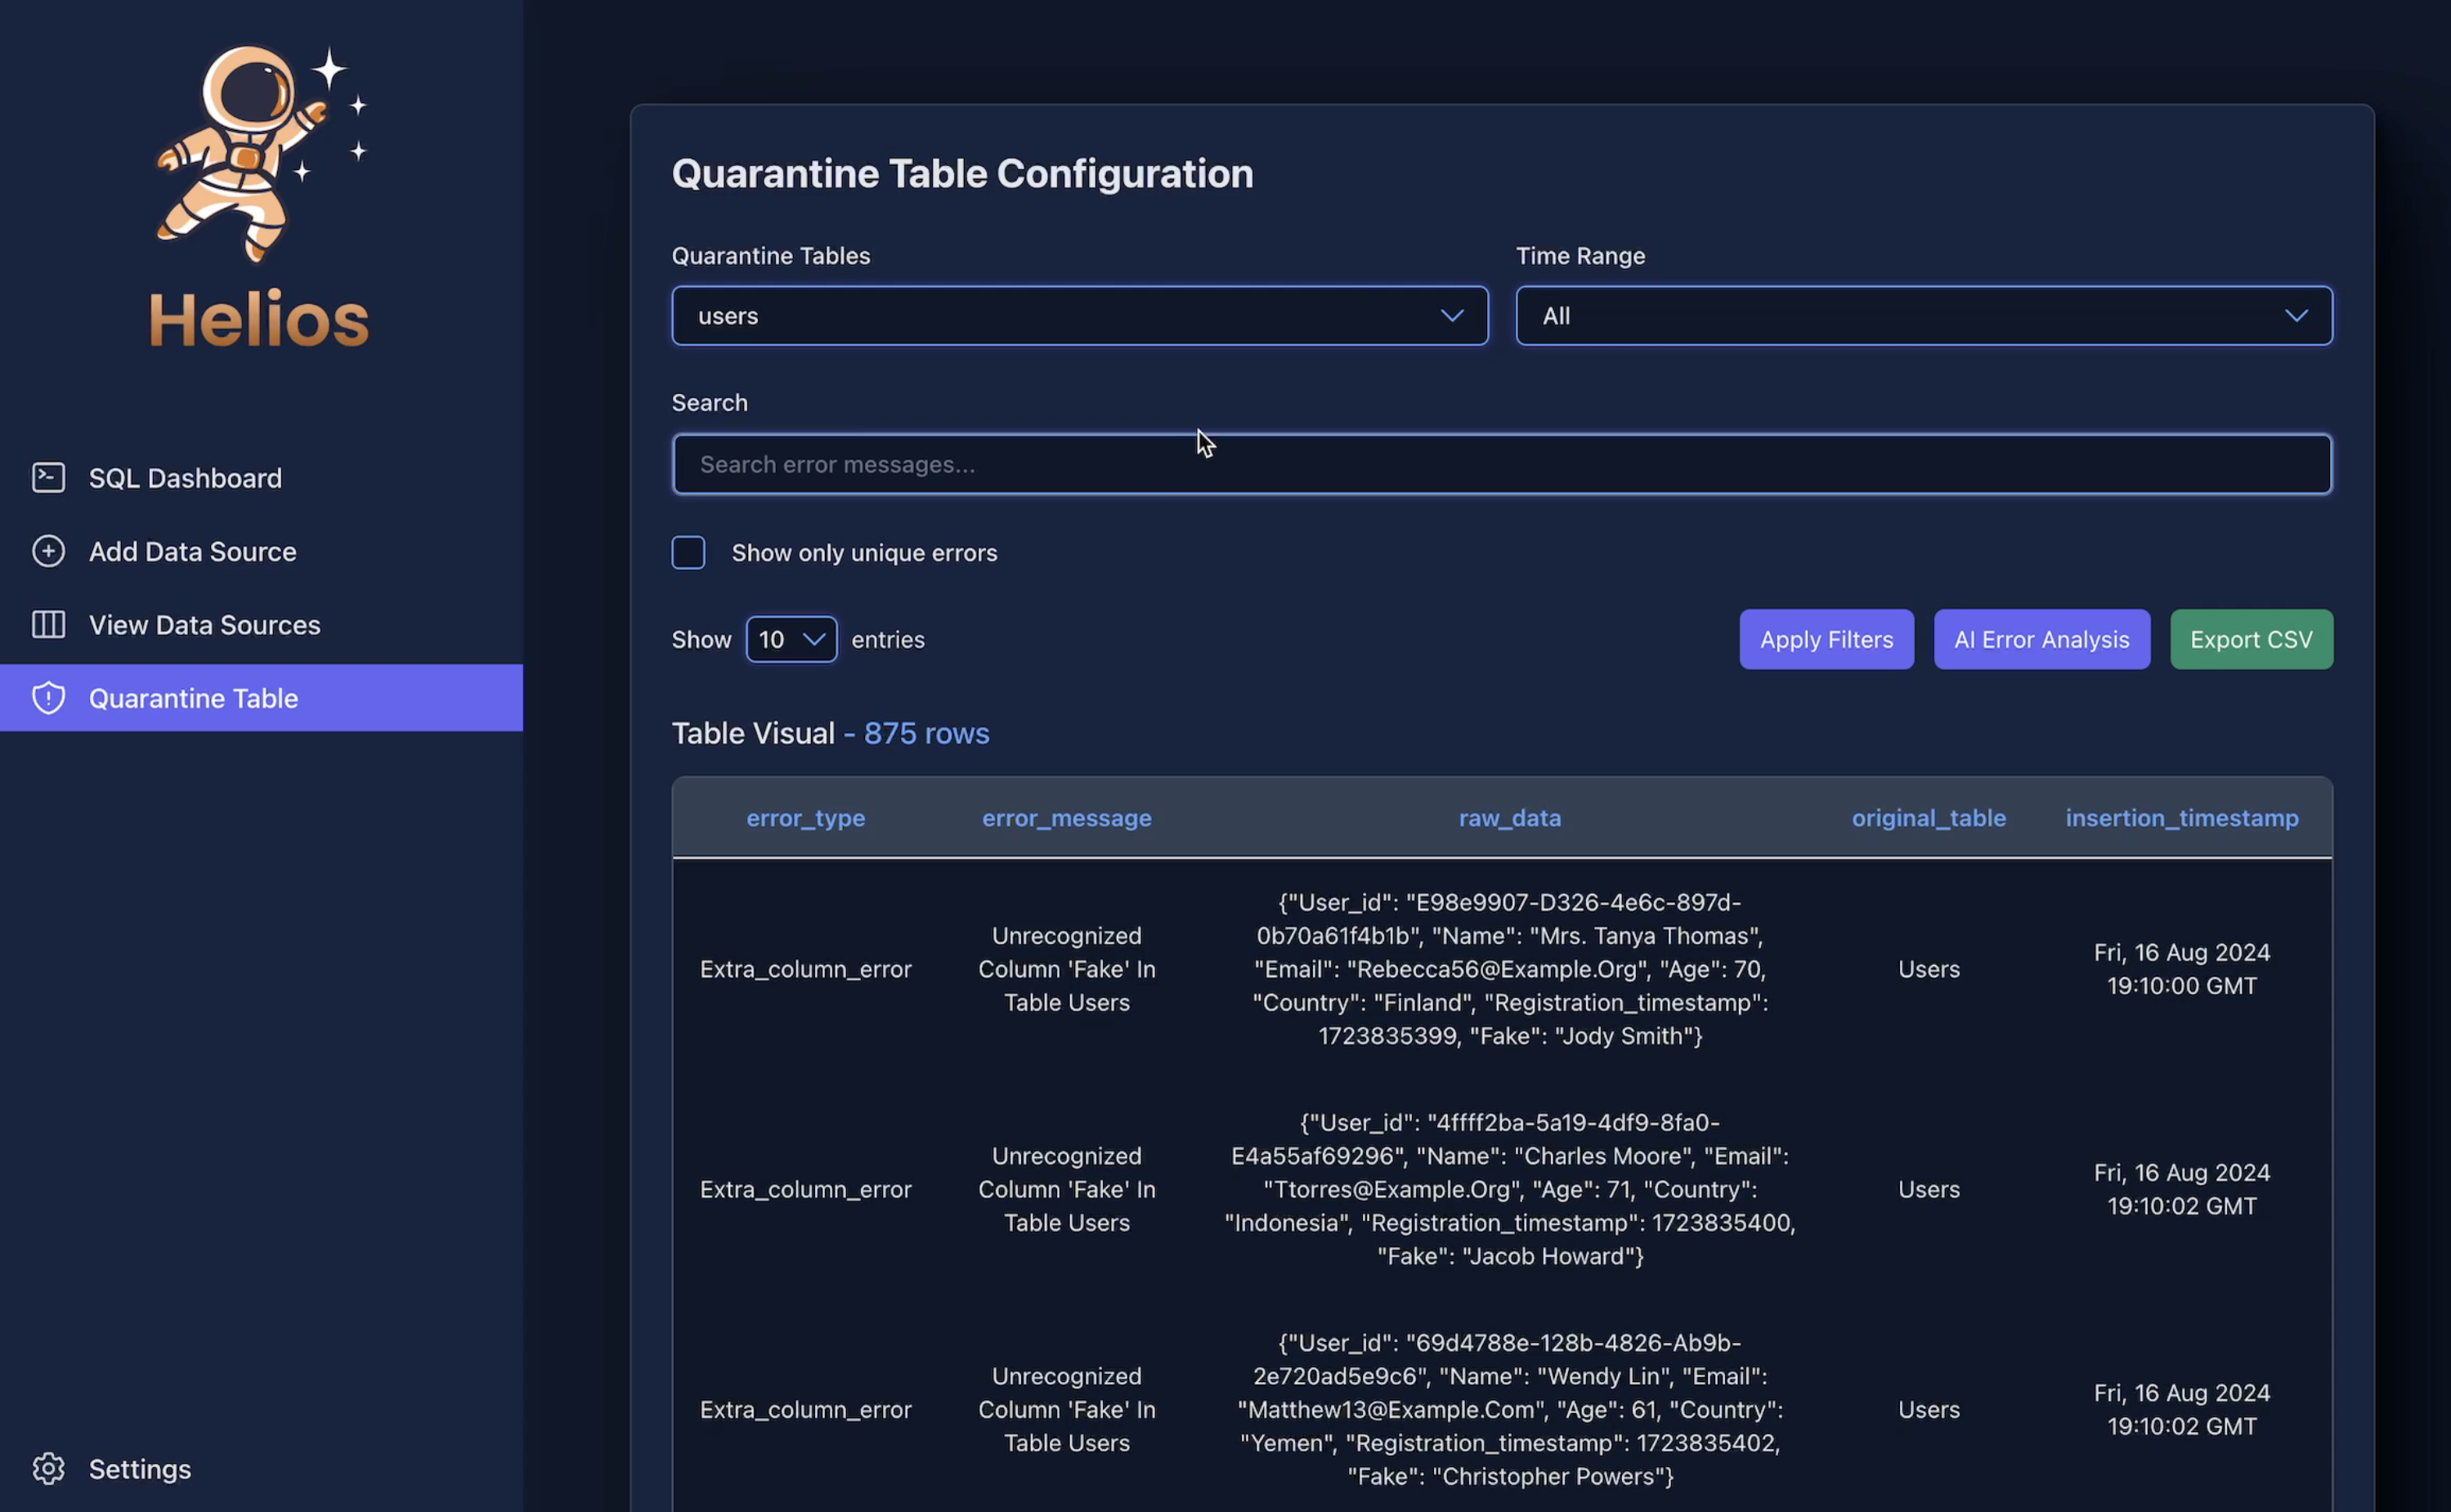 Helios
SQL Dashboard
Add Data Source
View Data Sources
Quarantine Table
Settings
Quarantine Table Configuration
Quarantine Tables
Time Range
users
All
Search
Search error messages...
Show only unique errors
Show 10 entries
Apply Filters
AI Error Analysis
Export CSV
Table Visual - 875 rows
error_type
error_message
raw_data
original_table
insertion_timestamp
Extra_column_error
Unrecognized
Column 'Fake' In
Table Users
{"User_id": "E98e9907-D326-4e6c-897d-
0b70a61f4b1b", "Name": "Mrs. Tanya Thomas",
"Email": "Rebecca56@Example.Org", "Age": 70,
"Country": "Finland", "Registration_timestamp":
1723835399, "Fake": "Jody Smith"}
Users
Fri, 16 Aug 2024
19:10:00 GMT
Extra_column_error
Unrecognized
Column 'Fake' In
Table Users
{"User_id": "4ffff2ba-5a19-4df9-8fa0-
E4a55af69296", "Name": "Charles Moore", "Email":
"Ttorres@Example.Org", "Age": 71, "Country":
"Indonesia", "Registration_timestamp": 1723835400,
"Fake": "Jacob Howard"}
Users
Fri, 16 Aug 2024
19:10:02 GMT
Extra_column_error
Unrecognized
Column 'Fake' In
Table Users
{"User_id": "69d4788e-128b-4826-Ab9b-
2e720ad5e9c6", "Name": "Wendy Lin", "Email":
"Matthew13@Example.Com", "Age": 61, "Country":
"Yemen", "Registration_timestamp": 1723835402,
"Fake": "Christopher Powers"}
Users
Fri, 16 Aug 2024
19:10:02 GMT